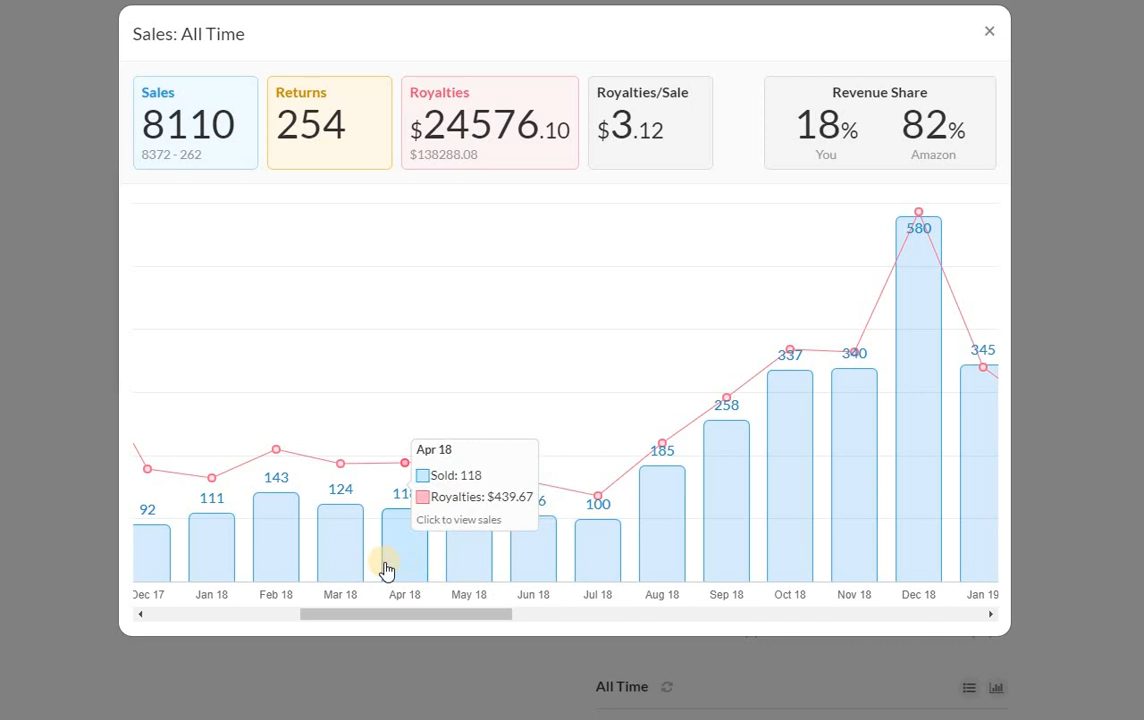 Sales: All Time
×
Sales
8110
8372 - 262
Returns
254
Royalties
$24576.10
$138288.08
Royalties/Sale
$3.12
Revenue Share
18% 82%
You Amazon
580
337 340 345
258
185
143
124
111
92
100
Apr 18
Sold: 118
Royalties: $439.67
Click to view sales
Dec 17 Jan 18 Feb 18 Mar 18 Apr 18 May 18 Jun 18 Jul 18 Aug 18 Sep 18 Oct 18 Nov 18 Dec 18 Jan 19
All Time